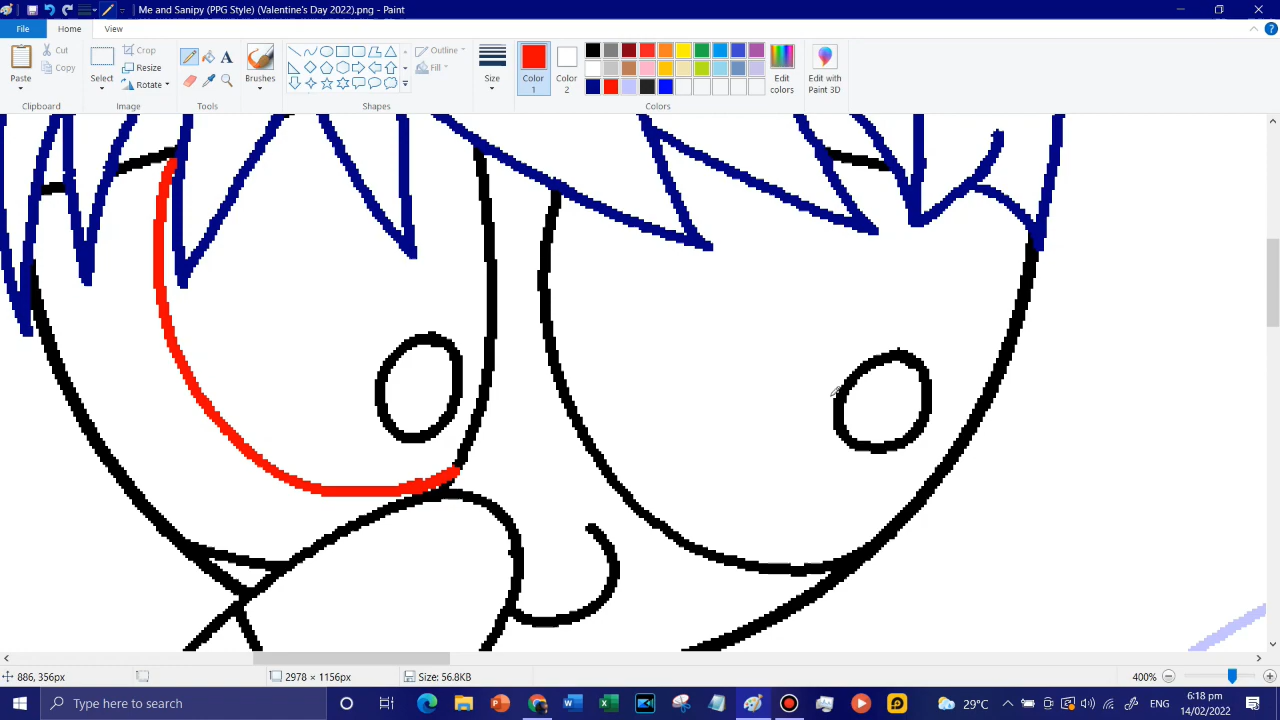 Me and Sanipy (PPG Style) (Valentine's Day 2022).png - Paint
File
Home
View
Paste
Cut
Copy
Clipboard
Select
Crop
Resize
Rotate
Image
A
Tools
Brushes
Shapes
Outline
Fill
Size
Color 1
Color 2
Edit colors
Colors
Edit with Paint 3D
886, 356px
2978 × 1156px
Size: 56.8KB
400%
Type here to search
29°C
ENG
6:18 pm
14/02/2022